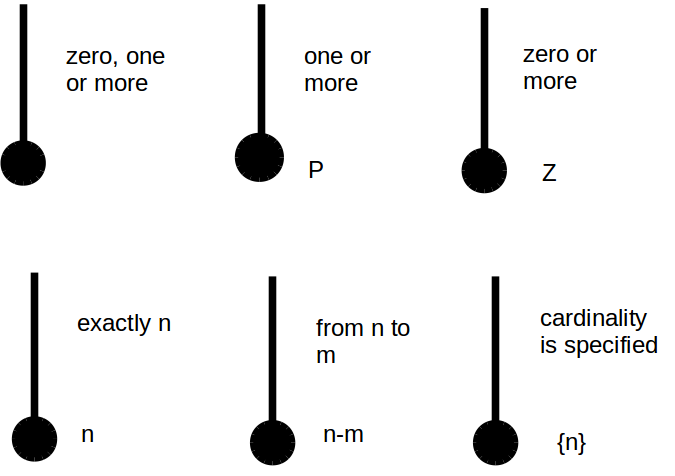 zero, one
or more
P
one or
more
Z
zero or
more
exactly n
n
from n to
m
n-m
cardinality
is specified
{n}